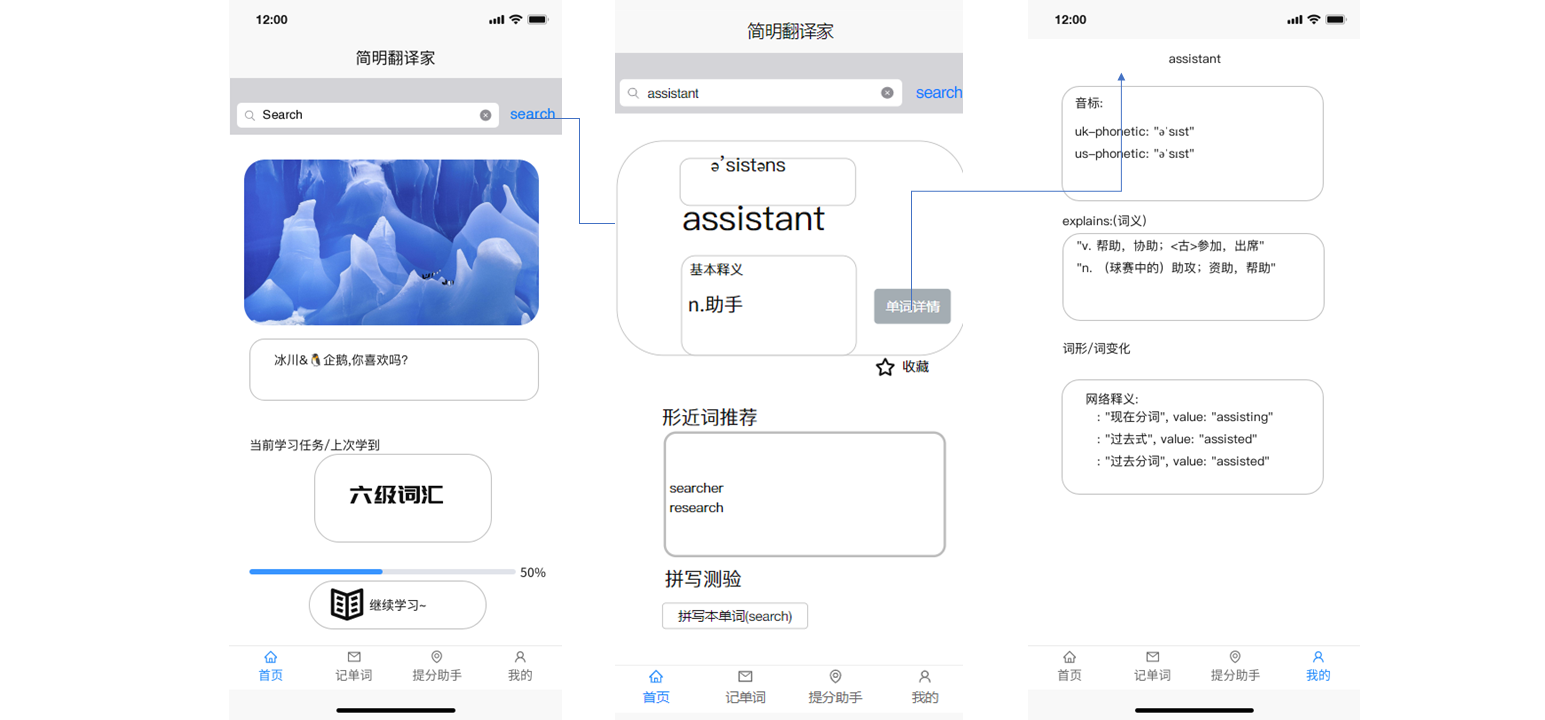 12:00
简明翻译家
Search
search
冰川&🐧企鹅,你喜欢吗?
当前学习任务/上次学到
六级词汇
50%
继续学习~
首页
记单词
提分助手
我的
简明翻译家
assistant
search
ə’sistəns
assistant
基本释义
n.助手
单词详情
收藏
形近词推荐
searcher
research
拼写测验
拼写本单词(search)
首页
记单词
提分助手
我的
12:00
assistant
音标:
uk-phonetic: "əˈsɪst"
us-phonetic: "əˈsɪst"
explains:(词义)
"v. 帮助，协助；<古>参加，出席"
"n. （球赛中的）助攻；资助，帮助"
词形/词变化
网络释义:
: "现在分词", value: "assisting"
: "过去式", value: "assisted"
: "过去分词", value: "assisted"
首页
记单词
提分助手
我的